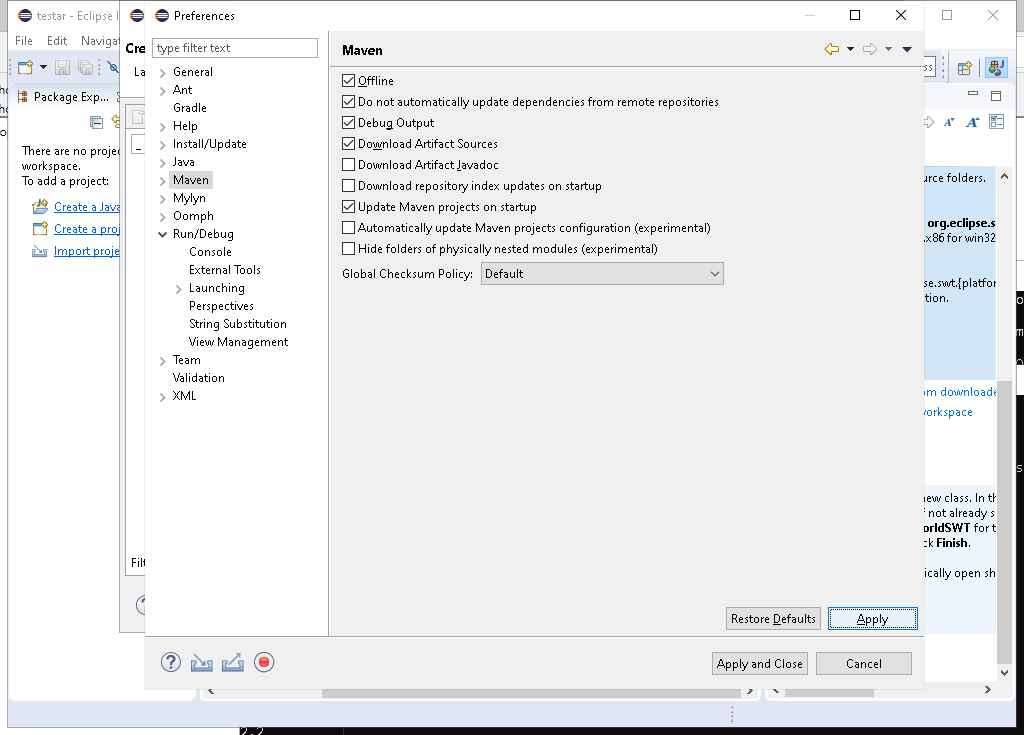 testar - Eclipse I
Preferences
File Edit Navigat
Cre
type filter text
Maven
La
Package Exp...
There are no projec
workspace.
To add a project:
Create a Java
Create a proj
Import proje
General
Ant
Gradle
Help
Install/Update
Java
Maven
Mylyn
Oomph
Run/Debug
Console
External Tools
Launching
Perspectives
String Substitution
View Management
Team
Validation
XML
Offline
Do not automatically update dependencies from remote repositories
Debug Output
Download Artifact Sources
Download Artifact Javadoc
Download repository index updates on startup
Update Maven projects on startup
Automatically update Maven projects configuration (experimental)
Hide folders of physically nested modules (experimental)
Global Checksum Policy: Default
Filt
Restore Defaults Apply
Apply and Close Cancel
ss
urce folders.
org.eclipse.s
.x86 for win32
se.swt.{platfor
tion.
om downloade
workspace
new class. In th
f not already s
orldSWT for t
ck Finish.
ically open sh
2.2